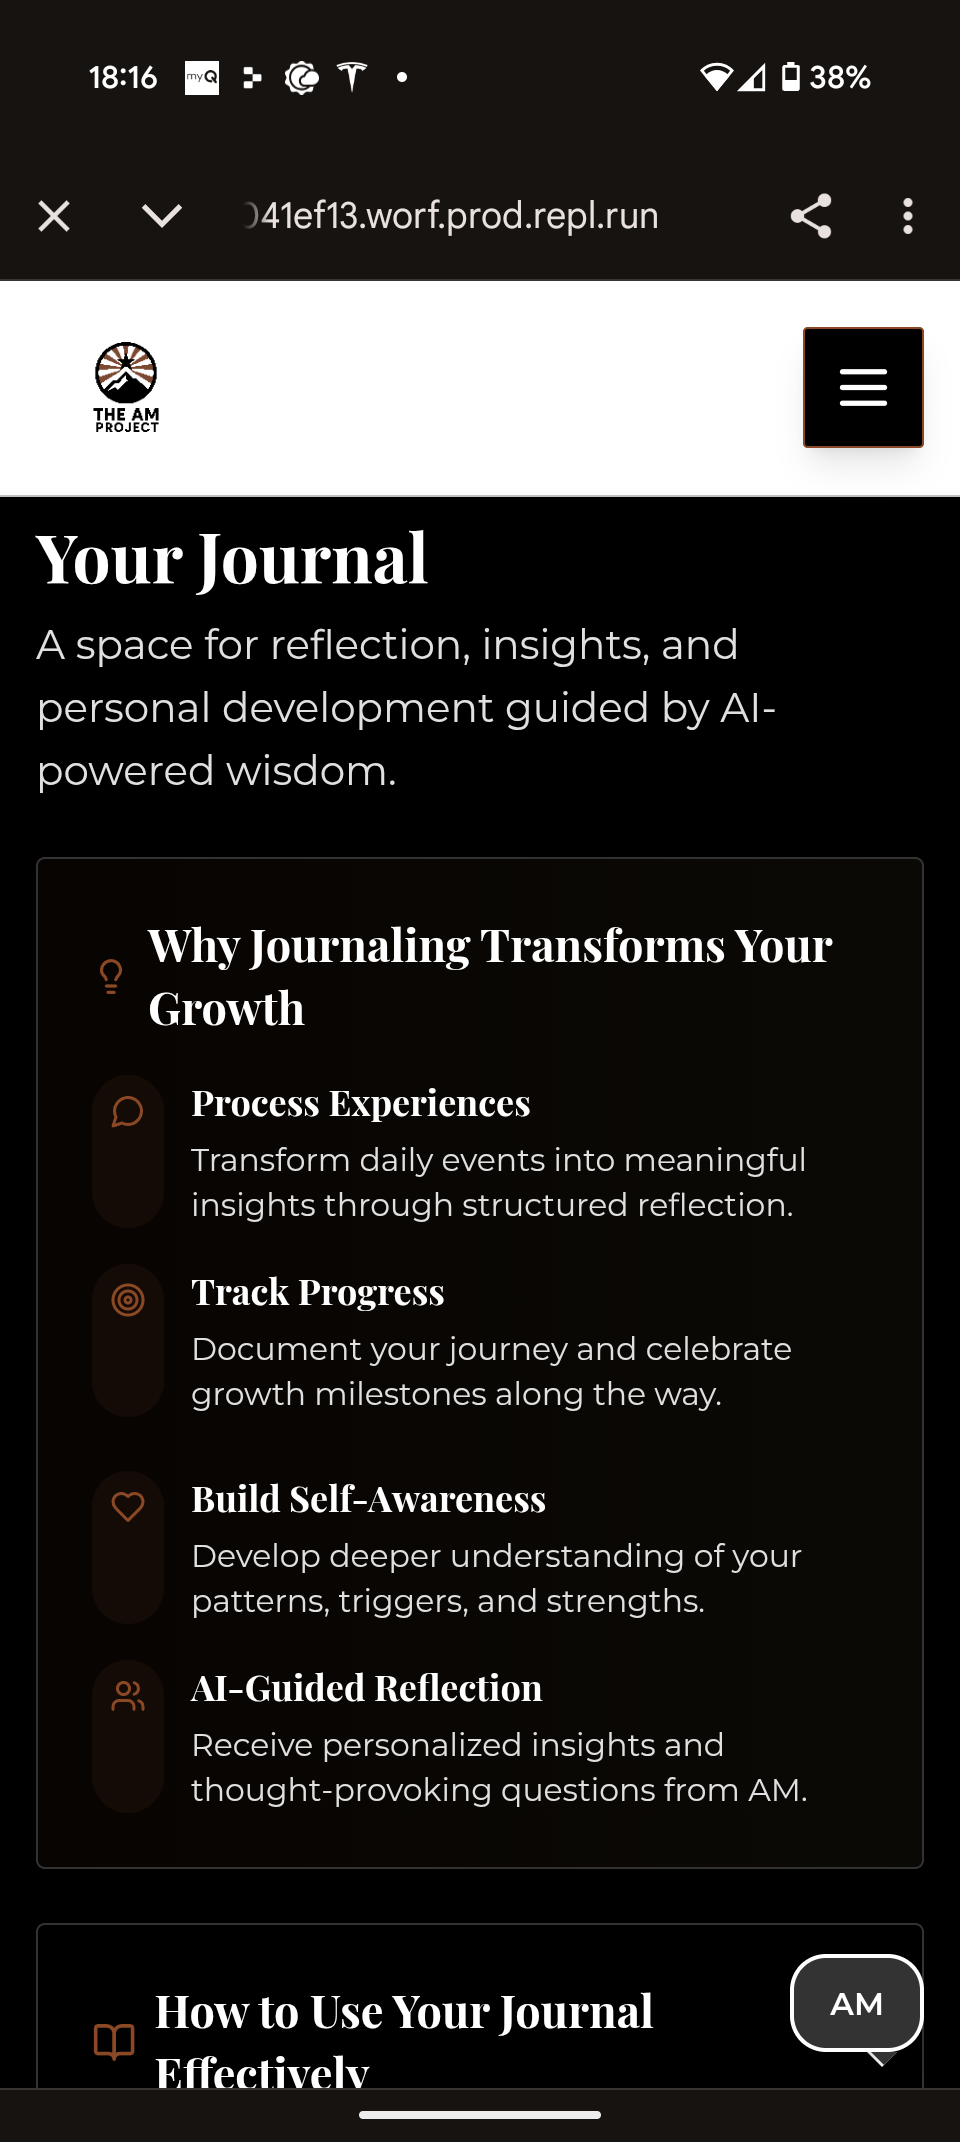 18:16
myQ
38%
41ef13.worf.prod.repl.run
THE AM
PROJECT
Your Journal
A space for reflection, insights, and
personal development guided by AI-
powered wisdom.
Why Journaling Transforms Your
Growth
Process Experiences
Transform daily events into meaningful
insights through structured reflection.
Track Progress
Document your journey and celebrate
growth milestones along the way.
Build Self-Awareness
Develop deeper understanding of your
patterns, triggers, and strengths.
AI-Guided Reflection
Receive personalized insights and
thought-provoking questions from AM.
How to Use Your Journal
Effectively
AM